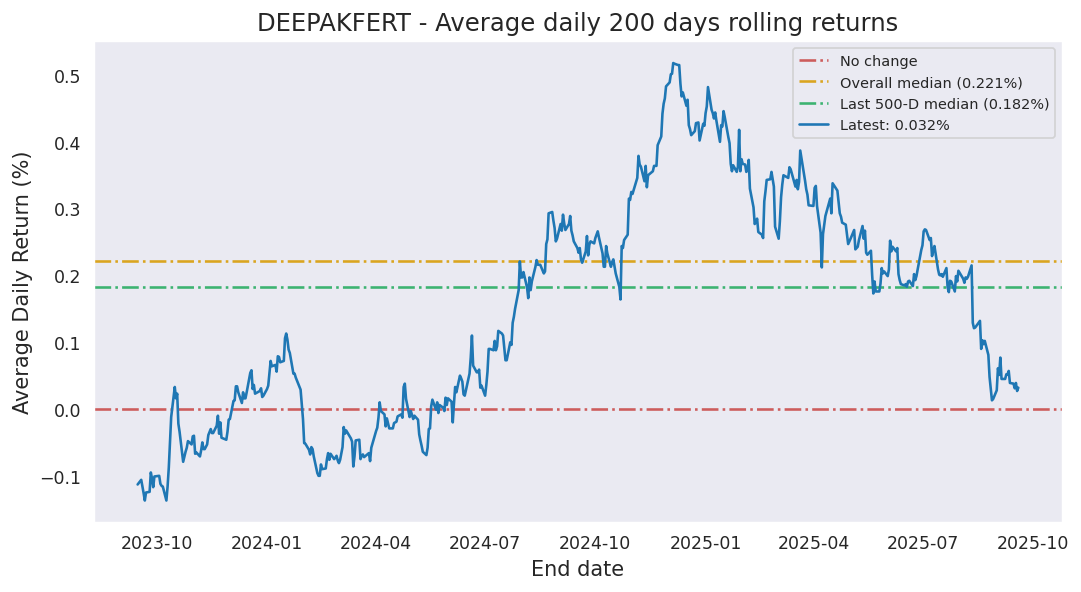 DEEPAKFERT - Average daily 200 days rolling returns
No change
Overall median (0.221%)
Last 500-D median (0.182%)
Latest: 0.032%
Average Daily Return (%)
0.5
0.4
0.3
0.2
0.1
0.0
−0.1
2023-10 2024-01 2024-04 2024-07 2024-10 2025-01 2025-04 2025-07 2025-10
End date